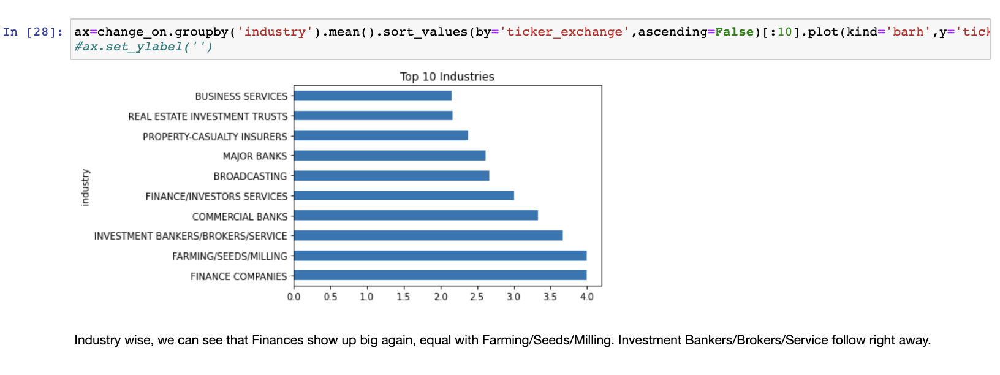 In [28]: ax=change_on.groupby('industry').mean().sort_values(by='ticker_exchange',ascending=False)[:10].plot(kind='barh',y='tick
#ax.set_ylabel('')
Top 10 Industries
BUSINESS SERVICES
REAL ESTATE INVESTMENT TRUSTS
PROPERTY-CASUALTY INSURERS
MAJOR BANKS
BROADCASTING
FINANCE/INVESTORS SERVICES
COMMERCIAL BANKS
INVESTMENT BANKERS/BROKERS/SERVICE
FARMING/SEEDS/MILLING
FINANCE COMPANIES
industry
0.0 0.5 1.0 1.5 2.0 2.5 3.0 3.5 4.0
Industry wise, we can see that Finances show up big again, equal with Farming/Seeds/Milling. Investment Bankers/Brokers/Service follow right away.